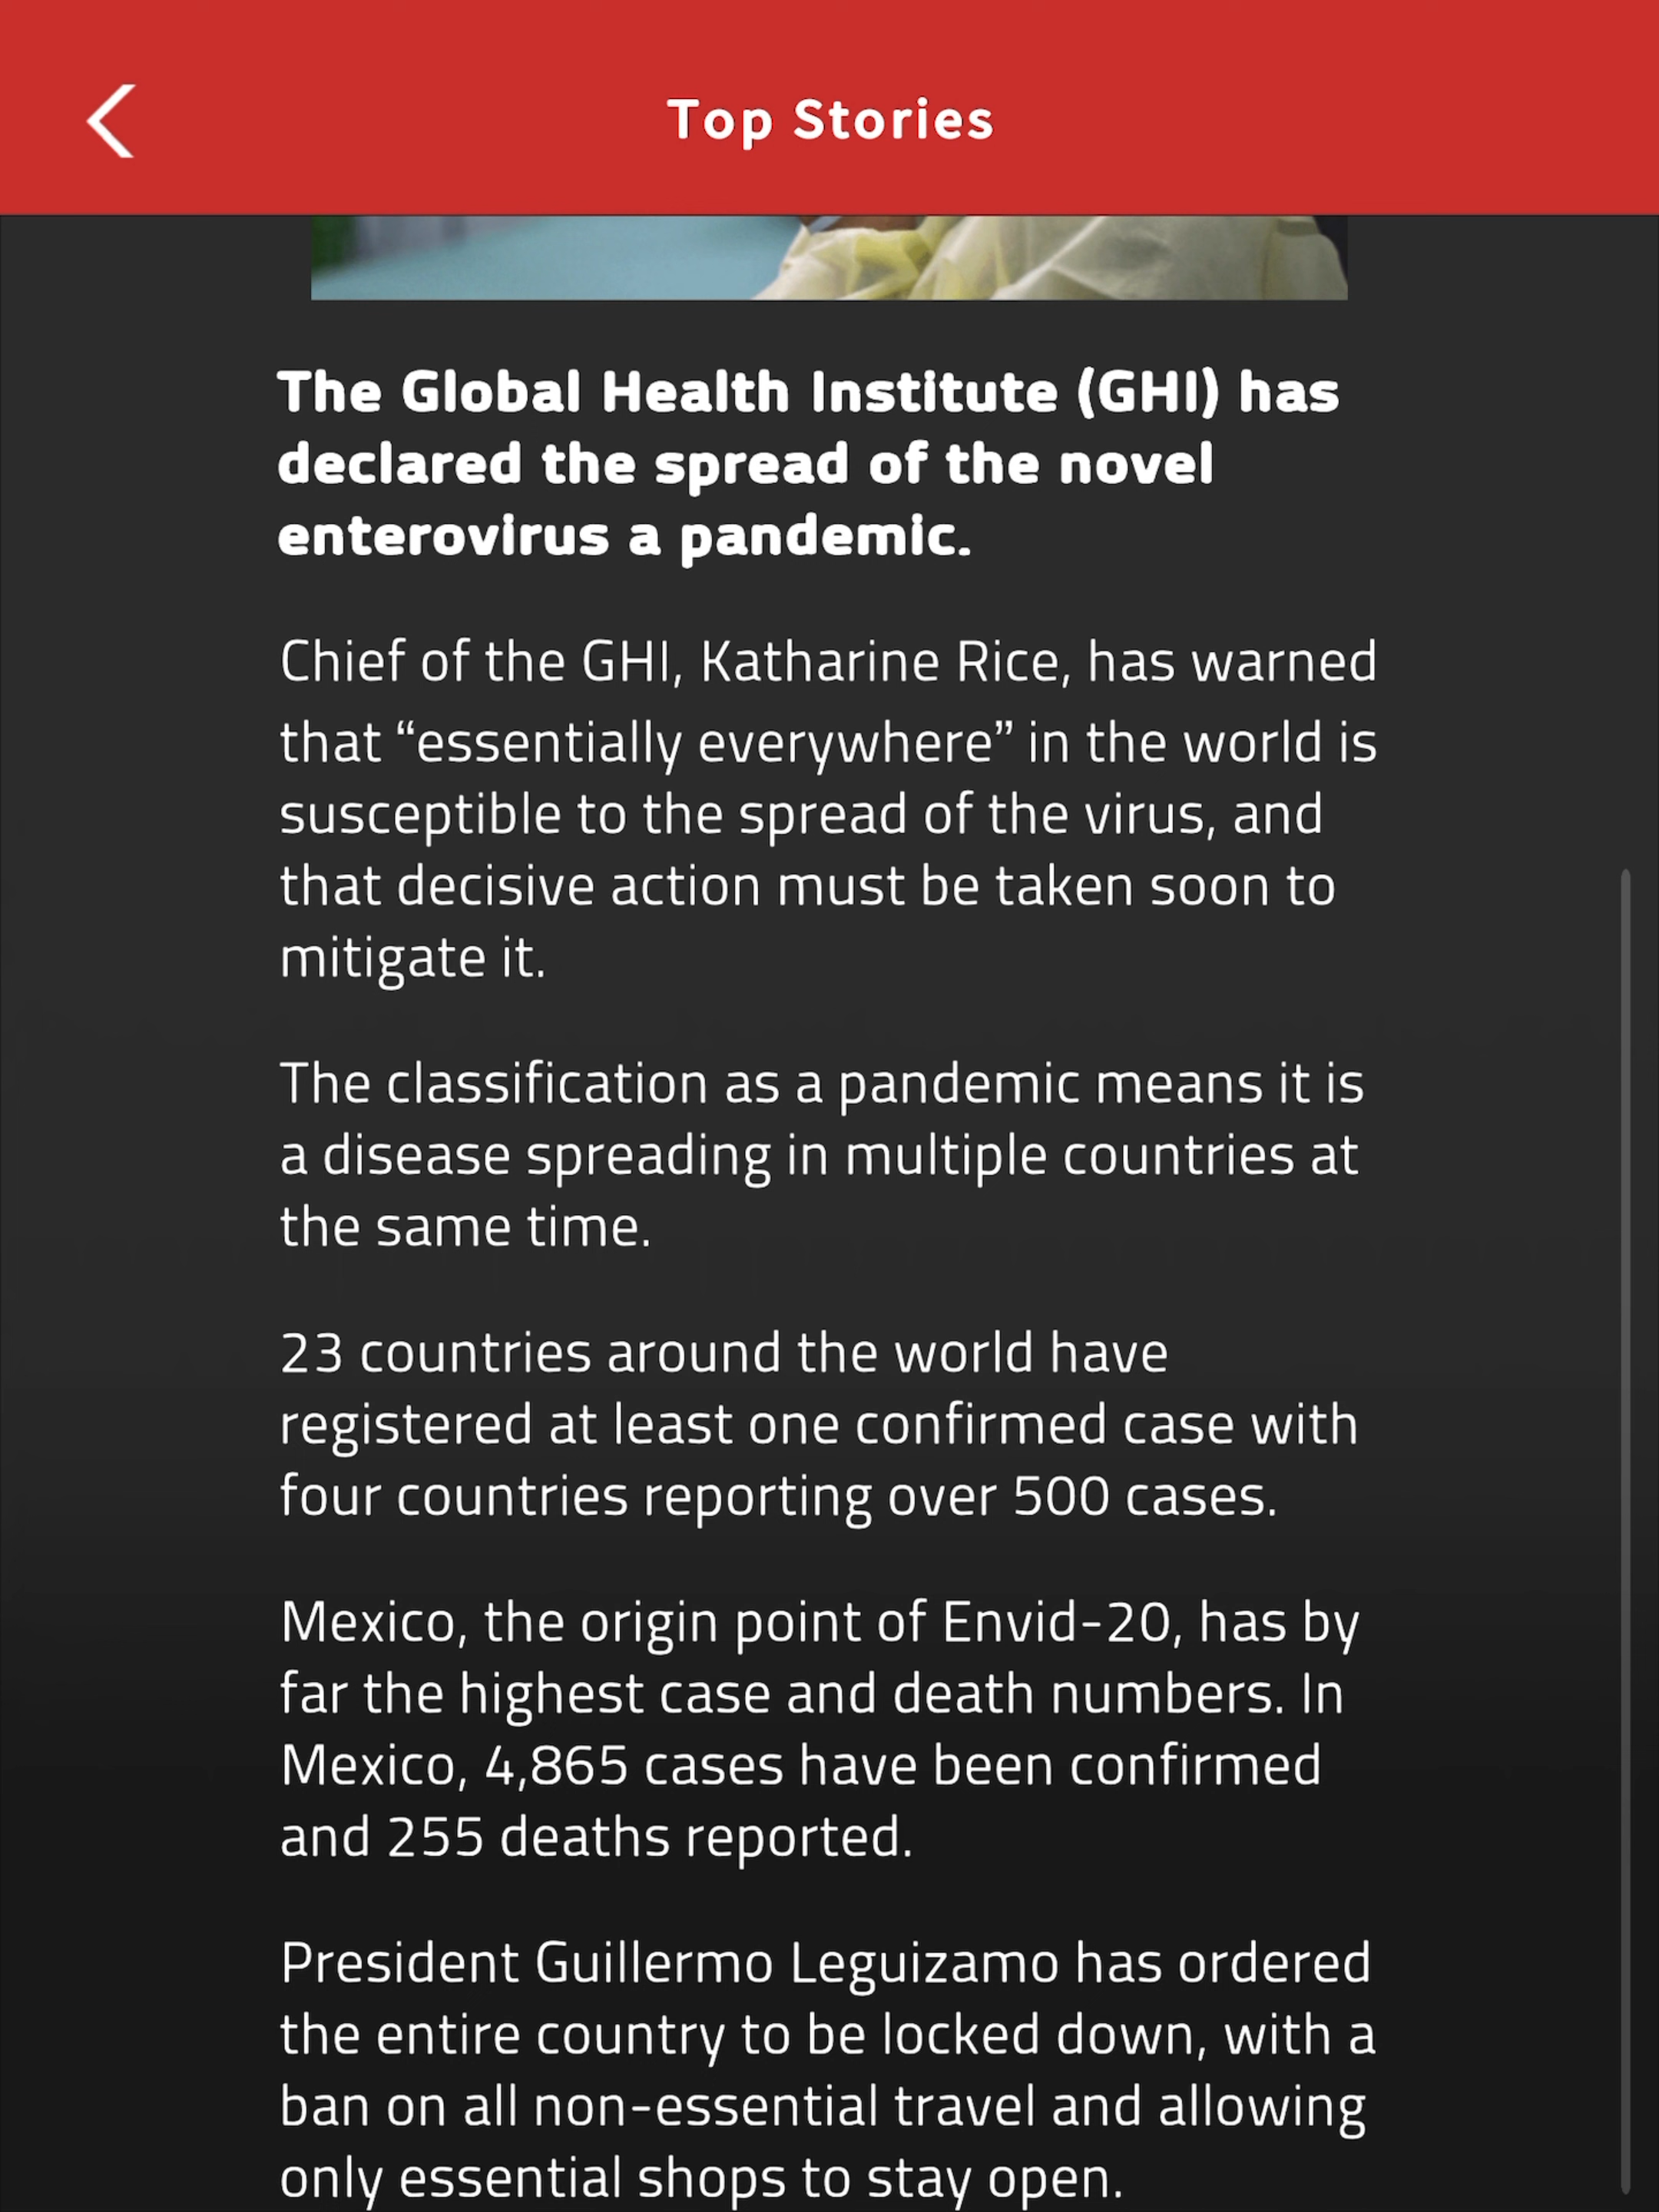 Top Stories
The Global Health Institute (GHI) has
declared the spread of the novel
enterovirus a pandemic.
Chief of the GHI, Katharine Rice, has warned
that “essentially everywhere” in the world is
susceptible to the spread of the virus, and
that decisive action must be taken soon to
mitigate it.
The classification as a pandemic means it is
a disease spreading in multiple countries at
the same time.
23 countries around the world have
registered at least one confirmed case with
four countries reporting over 500 cases.
Mexico, the origin point of Envid-20, has by
far the highest case and death numbers. In
Mexico, 4,865 cases have been confirmed
and 255 deaths reported.
President Guillermo Leguizamo has ordered
the entire country to be locked down, with a
ban on all non-essential travel and allowing
only essential shops to stay open.